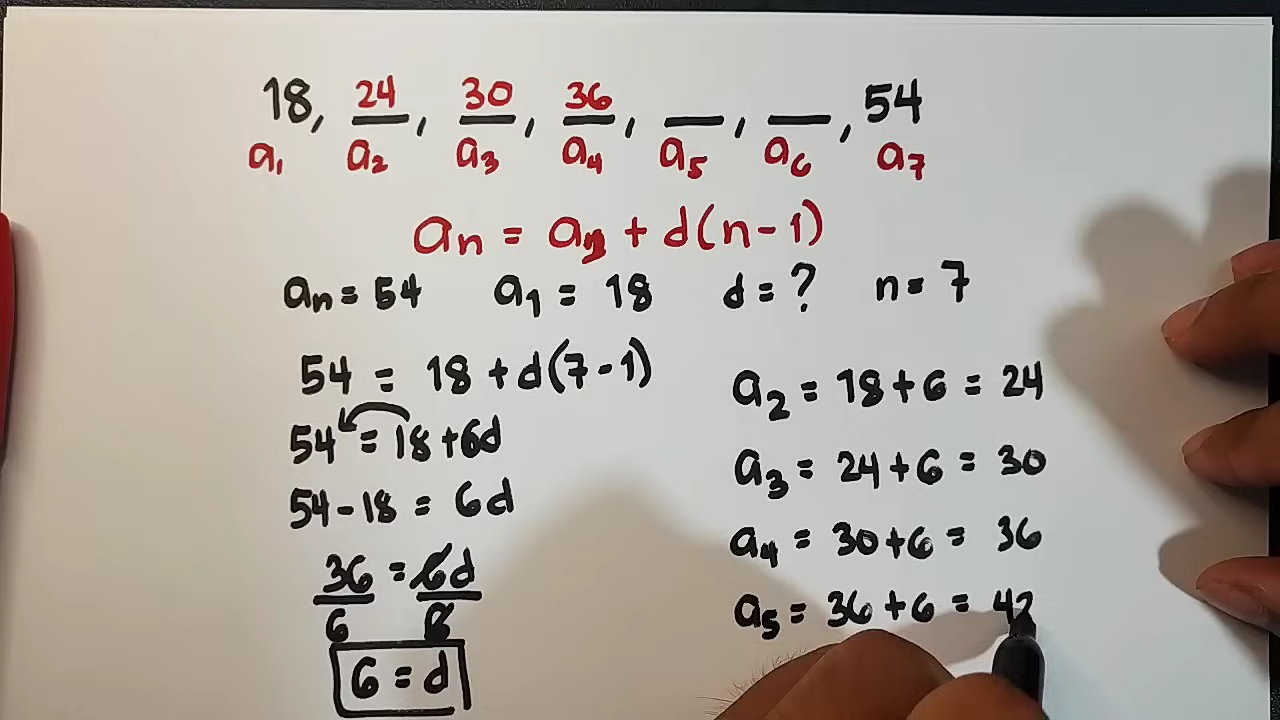 18, 24, 30, 36, __, __, 54
a₁ a₂ a₃ a₄ a₅ a₆ a₇
aₙ = a₁ + d(n-1)
aₙ = 54 a₁ = 18 d = ? n = 7
54 = 18 + d(7-1)
54 = 18+6d
54-18 = 6d
36 = 6d
6 6
6 = d
a₂ = 18+6 = 24
a₃ = 24+6 = 30
a₄ = 30+6 = 36
a₅ = 36+6 = 42